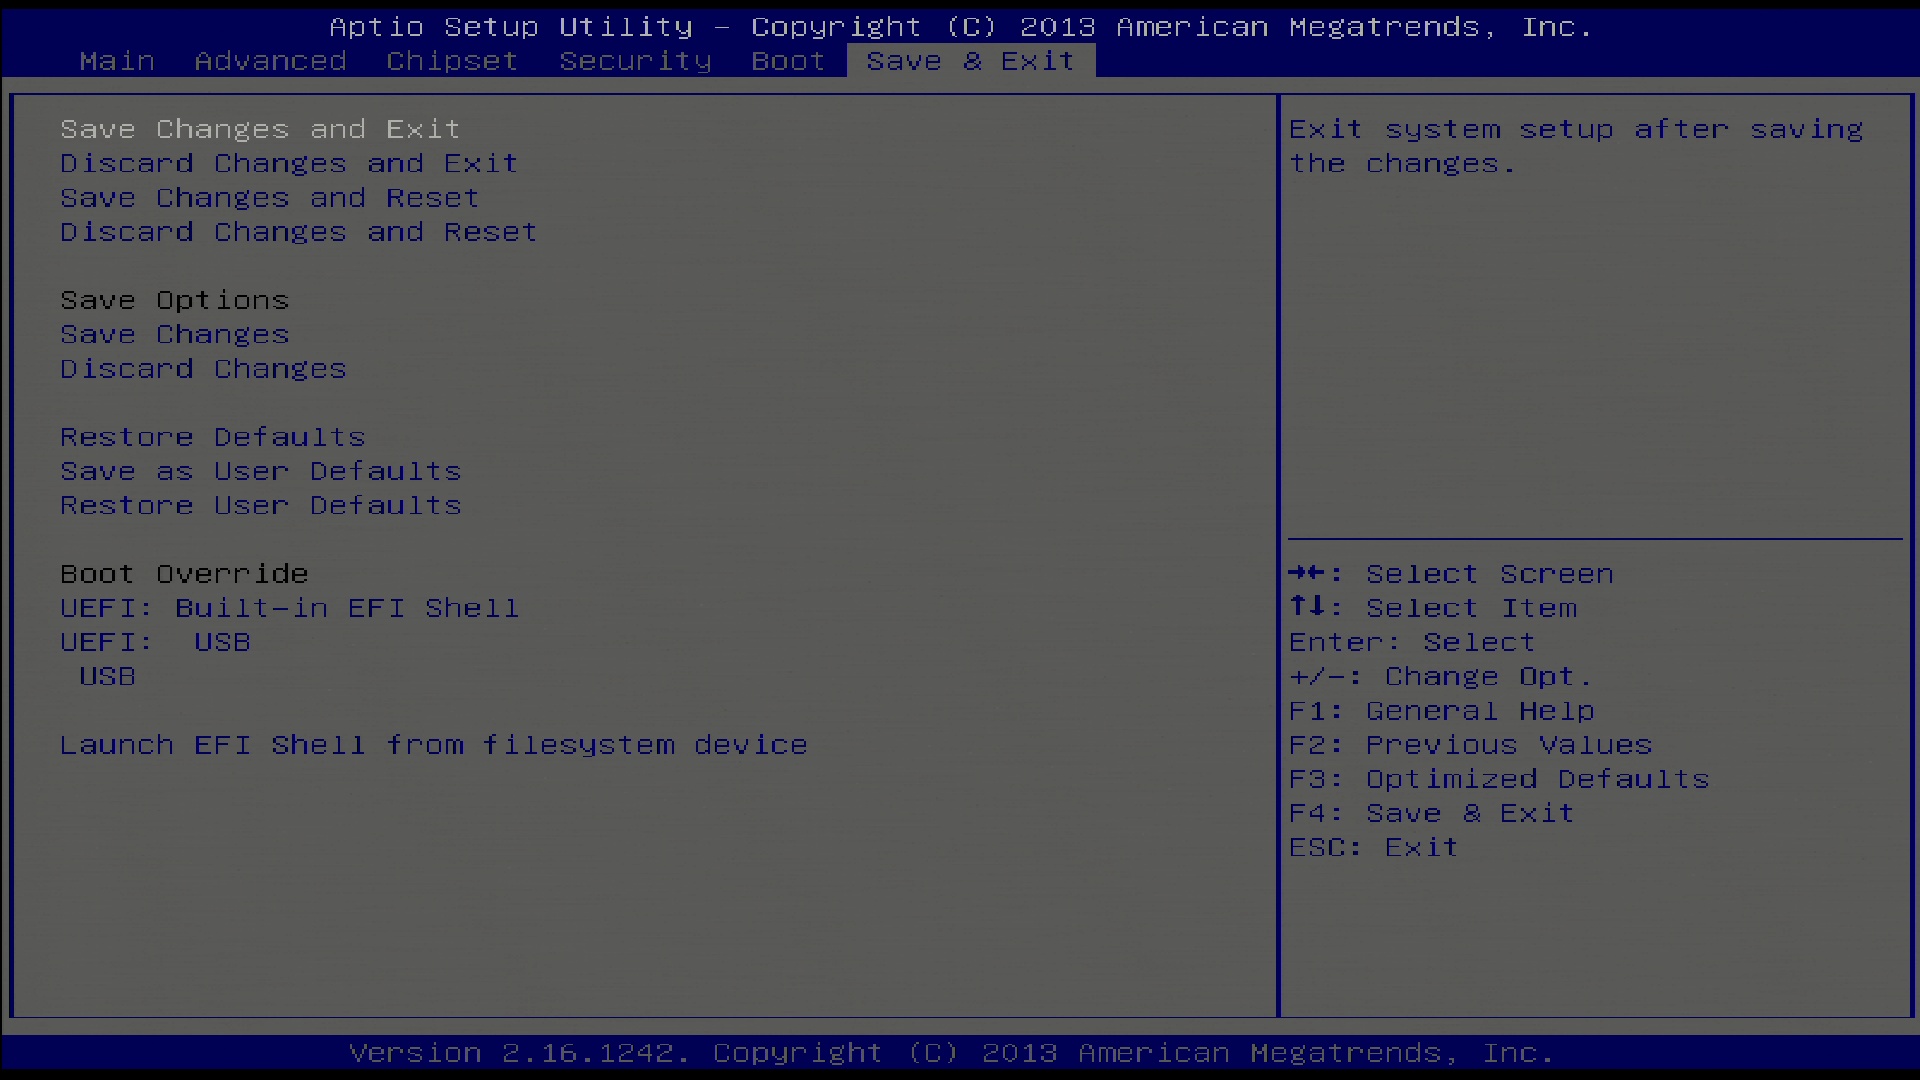 Aptio Setup Utility – Copyright (C) 2013 American Megatrends, Inc.
Main Advanced Chipset Security Boot Save & Exit
Save Changes and Exit
Discard Changes and Exit
Save Changes and Reset
Discard Changes and Reset
Save Options
Save Changes
Discard Changes
Restore Defaults
Save as User Defaults
Restore User Defaults
Boot Override
UEFI: Built-in EFI Shell
UEFI:  USB
USB
Launch EFI Shell from filesystem device
Exit system setup after saving
the changes.
→←: Select Screen
↑↓: Select Item
Enter: Select
+/-: Change Opt.
F1: General Help
F2: Previous Values
F3: Optimized Defaults
F4: Save & Exit
ESC: Exit
Version 2.16.1242. Copyright (C) 2013 American Megatrends, Inc.